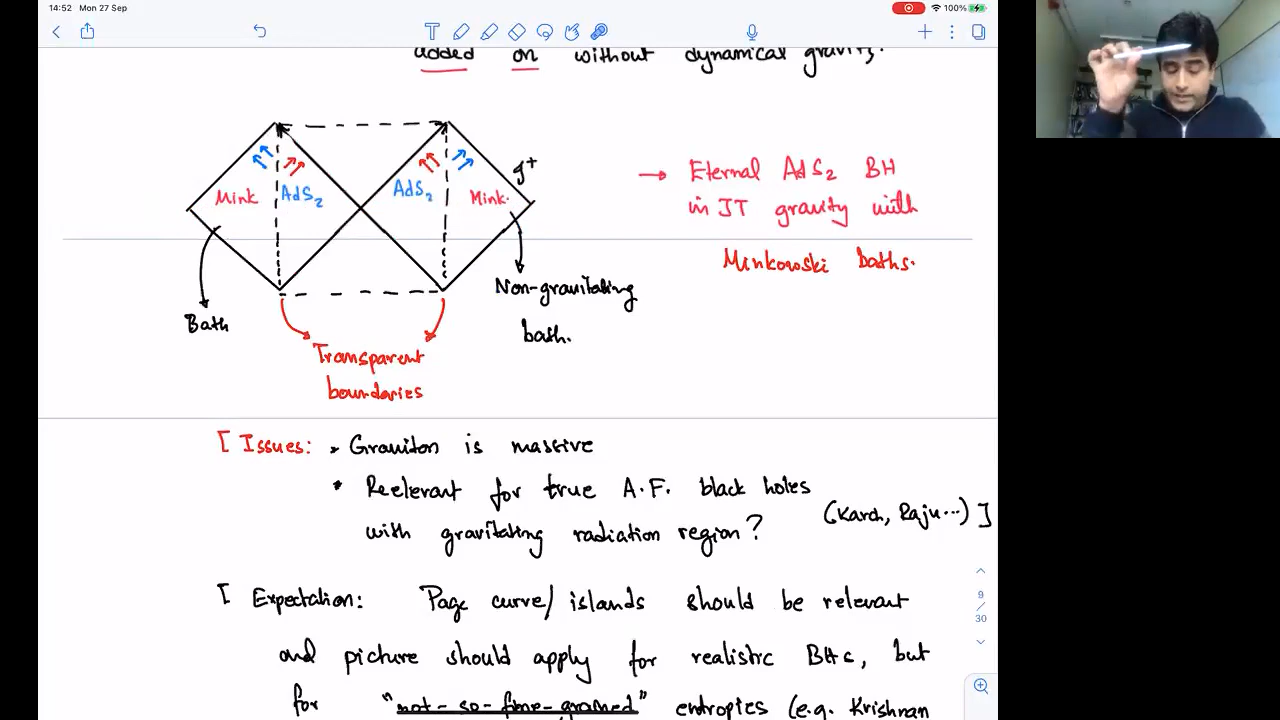 14:52 Mon 27 Sep
100%
added on without dynamical gravity.
Mink
AdS2
AdS2
Mink.
J+
→ Eternal AdS2 BH
in JT gravity with
Minkowski baths.
Bath
Non-gravitating
bath.
Transparent
boundaries
[ Issues: • Graviton is massive
• Reelevant for true A.F. black holes
with gravitating radiation region? (Karch, Raju...) ]
[ Expectation: Page curve/ islands should be relevant
and picture should apply for realistic BHs, but
for "not-so-fine-grained" entropies (e.g. Krishnan
9
/
30